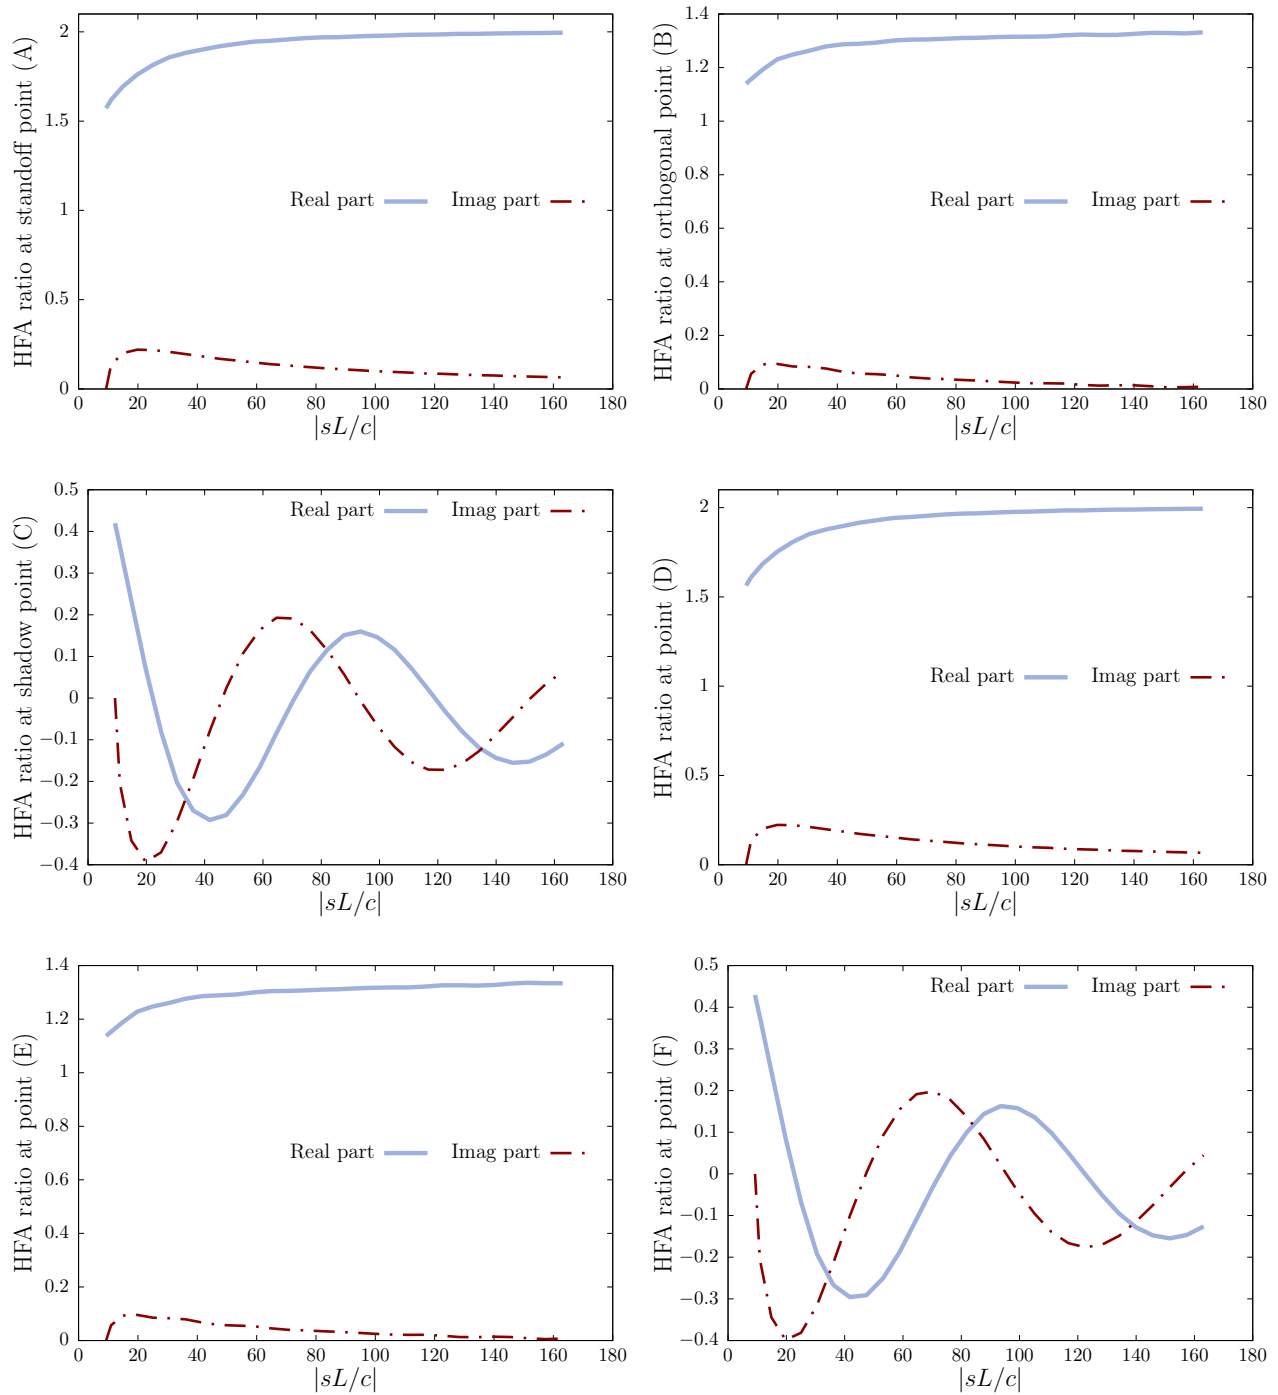 HFA ratio at standoff point (A)
2
1.5
1
0.5
0
Real part
Imag part
0 20 40 60 80 100 120 140 160 180
|sL/c|
HFA ratio at orthogonal point (B)
1.4
1.2
1
0.8
0.6
0.4
0.2
0
Real part
Imag part
0 20 40 60 80 100 120 140 160 180
|sL/c|
HFA ratio at shadow point (C)
0.5
0.4
0.3
0.2
0.1
0
−0.1
−0.2
−0.3
−0.4
Real part
Imag part
0 20 40 60 80 100 120 140 160 180
|sL/c|
HFA ratio at point (D)
2
1.5
1
0.5
0
Real part
Imag part
0 20 40 60 80 100 120 140 160 180
|sL/c|
HFA ratio at point (E)
1.4
1.2
1
0.8
0.6
0.4
0.2
0
Real part
Imag part
0 20 40 60 80 100 120 140 160 180
|sL/c|
HFA ratio at point (F)
0.5
0.4
0.3
0.2
0.1
0
−0.1
−0.2
−0.3
−0.4
Real part
Imag part
0 20 40 60 80 100 120 140 160 180
|sL/c|